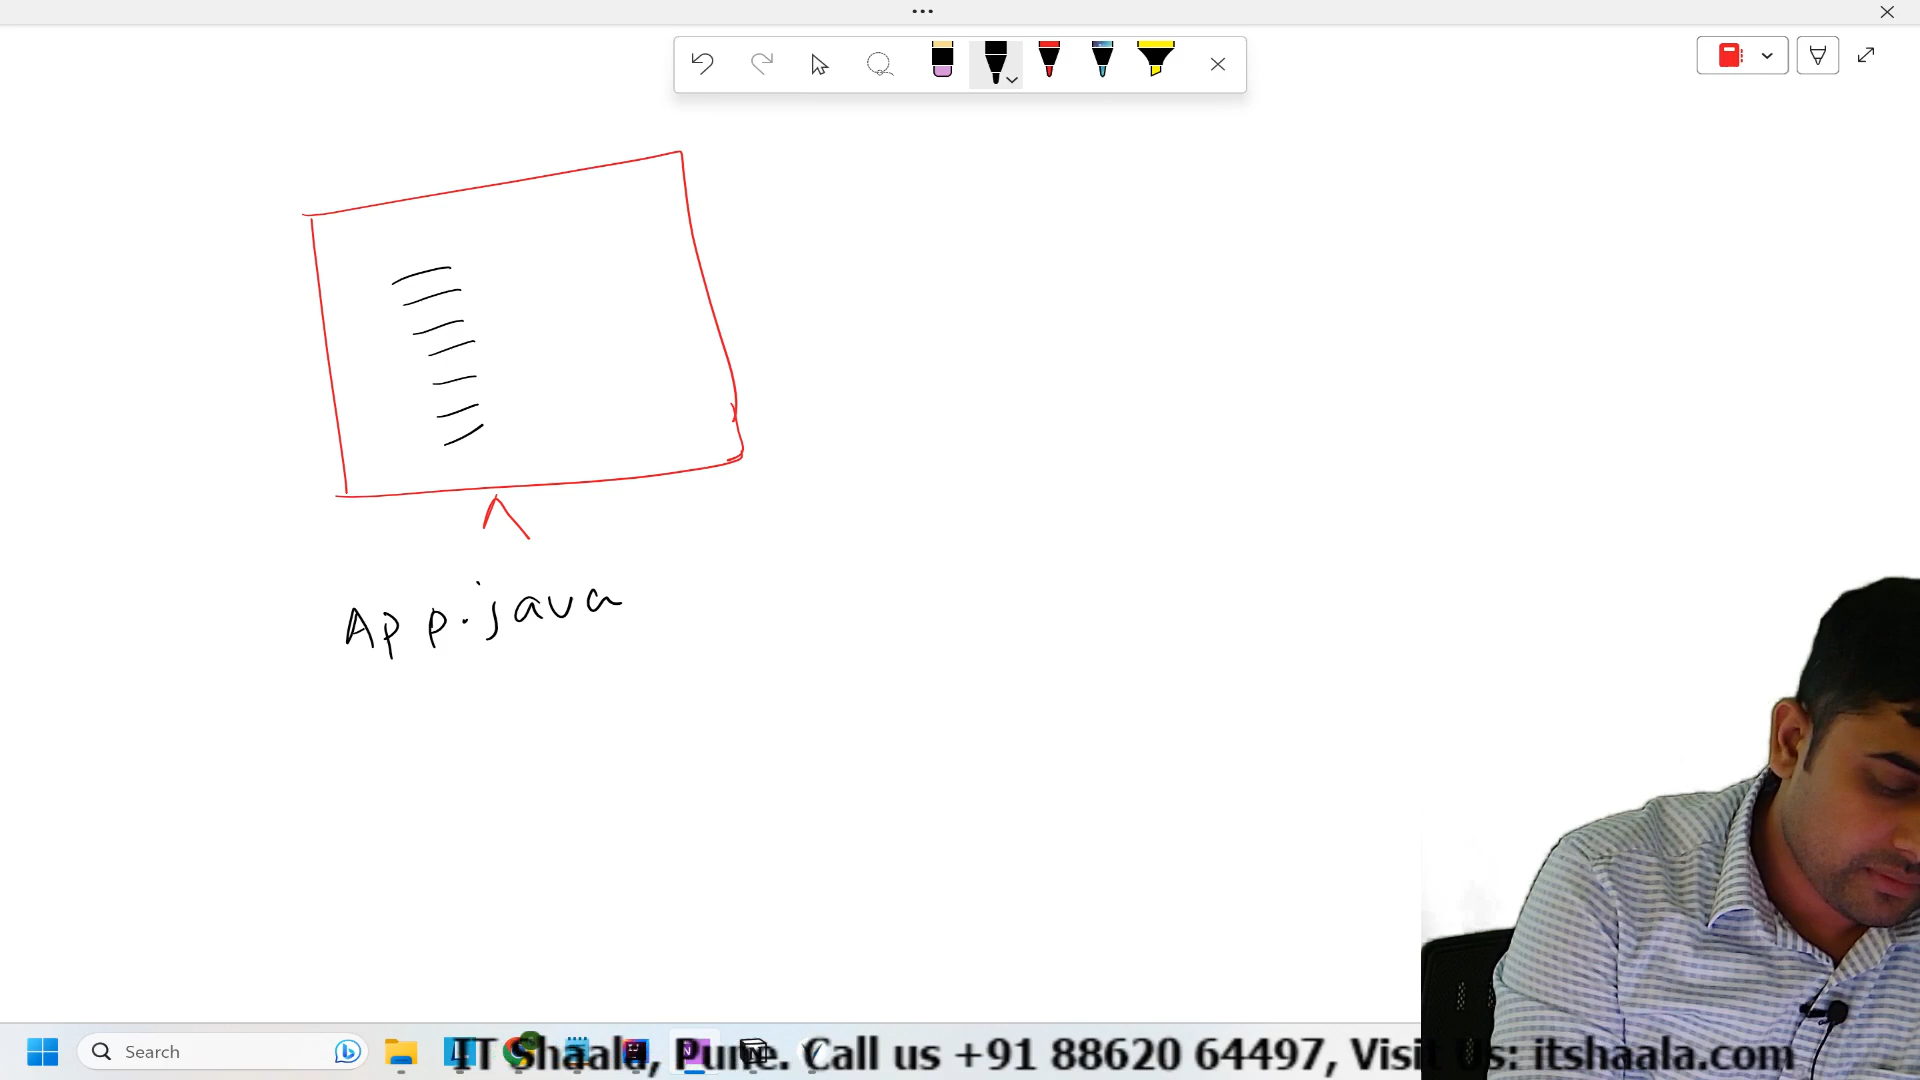 App.java
Search
IT Shaala, Pune. Call us +91 88620 64497, Visit Us: itshaala.com